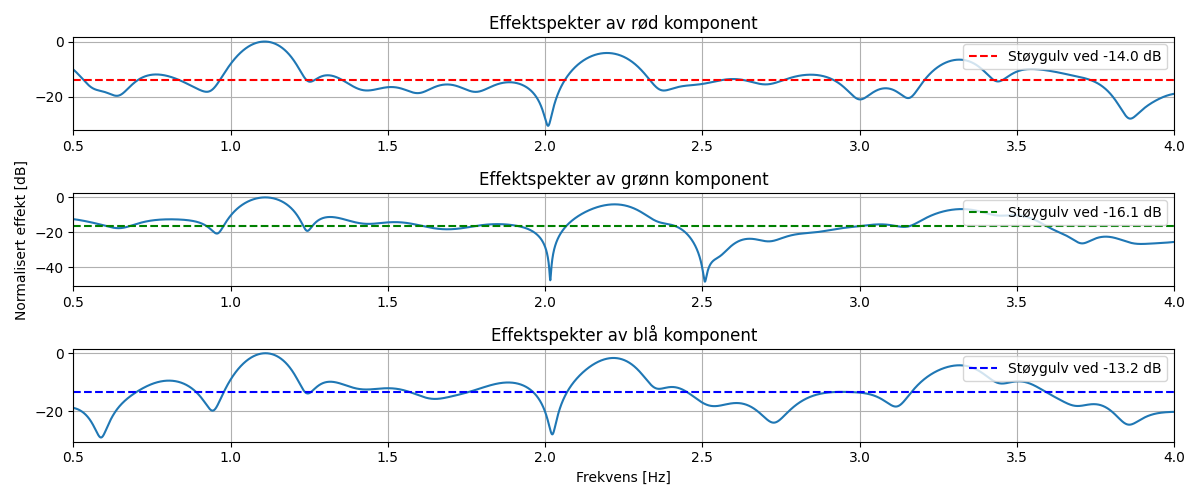 Effektspekter av rød komponent
0
−20
Støygulv ved -14.0 dB
0.5 1.0 1.5 2.0 2.5 3.0 3.5 4.0
Effektspekter av grønn komponent
Normalisert effekt [dB]
0
−20
−40
Støygulv ved -16.1 dB
0.5 1.0 1.5 2.0 2.5 3.0 3.5 4.0
Effektspekter av blå komponent
0
−20
Støygulv ved -13.2 dB
0.5 1.0 1.5 2.0 2.5 3.0 3.5 4.0
Frekvens [Hz]